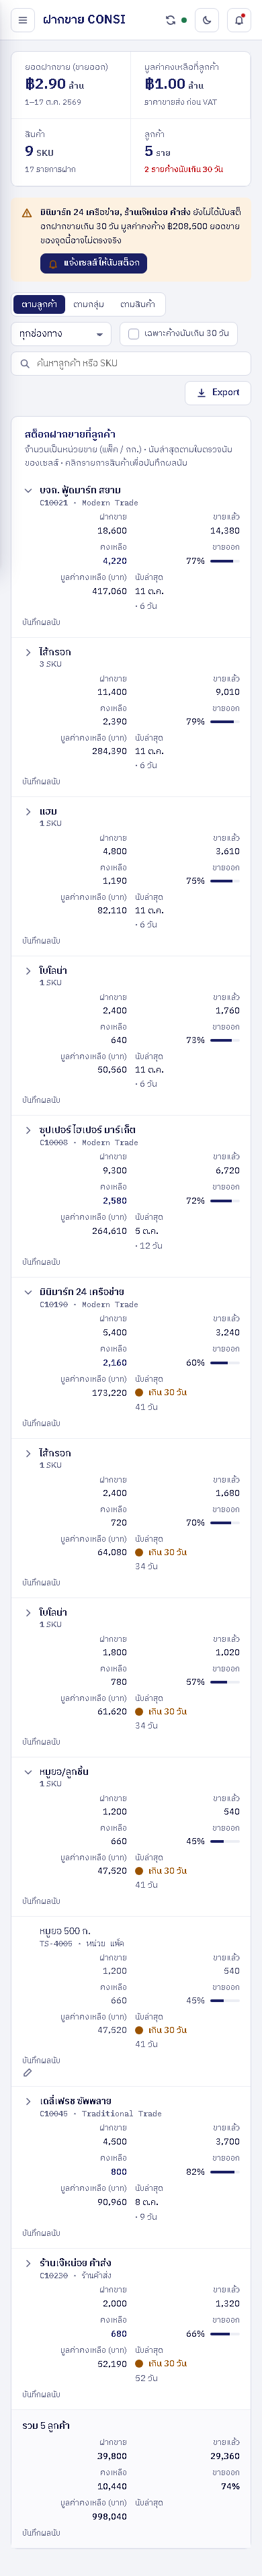 ฝากขาย CONSI
ยอดฝากขาย (ขายออก)
฿2.90 ล้าน
1–17 ต.ค. 2569
มูลค่าคงเหลือที่ลูกค้า
฿1.00 ล้าน
ราคาขายส่ง ก่อน VAT
สินค้า
9 SKU
17 รายการฝาก
ลูกค้า
5 ราย
2 รายค้างนับเกิน 30 วัน
มินิมาร์ท 24 เครือข่าย, ร้านเจ๊หน่อย ค้าส่ง ยังไม่ได้นับสต็
อกฝากขายเกิน 30 วัน มูลค่าคงค้าง ฿208,500 ยอดขาย
ของจุดนี้อาจไม่ตรงจริง
แจ้งเซลส์ ให้นับสต็อก
ตามลูกค้า ตามกลุ่ม ตามสินค้า
ทุกช่องทาง
เฉพาะค้างนับเกิน 30 วัน
ค้นหาลูกค้า หรือ SKU
Export
สต็อกฝากขายที่ลูกค้า
จำนวนเป็นหน่วยขาย (แพ็ค / กก.) · นับล่าสุดตามใบตรวจนับ
ของเซลส์ · คลิกรายการสินค้าเพื่อบันทึกผลนับ
บจก. ฟู้ดมาร์ท สยาม
C10021 · Modern Trade
ฝากขาย ขายแล้ว
18,600 14,380
คงเหลือ ขายออก
4,220 77%
มูลค่าคงเหลือ (บาท) นับล่าสุด
417,060 11 ต.ค.
· 6 วัน
บันทึกผลนับ
ไส้กรอก
3 SKU
ฝากขาย ขายแล้ว
11,400 9,010
คงเหลือ ขายออก
2,390 79%
มูลค่าคงเหลือ (บาท) นับล่าสุด
284,390 11 ต.ค.
· 6 วัน
บันทึกผลนับ
แฮม
1 SKU
ฝากขาย ขายแล้ว
4,800 3,610
คงเหลือ ขายออก
1,190 75%
มูลค่าคงเหลือ (บาท) นับล่าสุด
82,110 11 ต.ค.
· 6 วัน
บันทึกผลนับ
โบโลน่า
1 SKU
ฝากขาย ขายแล้ว
2,400 1,760
คงเหลือ ขายออก
640 73%
มูลค่าคงเหลือ (บาท) นับล่าสุด
50,560 11 ต.ค.
· 6 วัน
บันทึกผลนับ
ซุปเปอร์ ไฮเปอร์ มาร์เก็ต
C10008 · Modern Trade
ฝากขาย ขายแล้ว
9,300 6,720
คงเหลือ ขายออก
2,580 72%
มูลค่าคงเหลือ (บาท) นับล่าสุด
264,610 5 ต.ค.
· 12 วัน
บันทึกผลนับ
มินิมาร์ท 24 เครือข่าย
C10190 · Modern Trade
ฝากขาย ขายแล้ว
5,400 3,240
คงเหลือ ขายออก
2,160 60%
มูลค่าคงเหลือ (บาท) นับล่าสุด
173,220 เกิน 30 วัน
41 วัน
บันทึกผลนับ
ไส้กรอก
1 SKU
ฝากขาย ขายแล้ว
2,400 1,680
คงเหลือ ขายออก
720 70%
มูลค่าคงเหลือ (บาท) นับล่าสุด
64,080 เกิน 30 วัน
34 วัน
บันทึกผลนับ
โบโลน่า
1 SKU
ฝากขาย ขายแล้ว
1,800 1,020
คงเหลือ ขายออก
780 57%
มูลค่าคงเหลือ (บาท) นับล่าสุด
61,620 เกิน 30 วัน
34 วัน
บันทึกผลนับ
หมูยอ/ลูกชิ้น
1 SKU
ฝากขาย ขายแล้ว
1,200 540
คงเหลือ ขายออก
660 45%
มูลค่าคงเหลือ (บาท) นับล่าสุด
47,520 เกิน 30 วัน
41 วัน
บันทึกผลนับ
หมูยอ 500 ก.
TS-4005 · หน่วย แพ็ค
ฝากขาย ขายแล้ว
1,200 540
คงเหลือ ขายออก
660 45%
มูลค่าคงเหลือ (บาท) นับล่าสุด
47,520 เกิน 30 วัน
41 วัน
บันทึกผลนับ
เดลี่เฟรช ซัพพลาย
C10045 · Traditional Trade
ฝากขาย ขายแล้ว
4,500 3,700
คงเหลือ ขายออก
800 82%
มูลค่าคงเหลือ (บาท) นับล่าสุด
90,960 8 ต.ค.
· 9 วัน
บันทึกผลนับ
ร้านเจ๊หน่อย ค้าส่ง
C10230 · ร้านค้าส่ง
ฝากขาย ขายแล้ว
2,000 1,320
คงเหลือ ขายออก
680 66%
มูลค่าคงเหลือ (บาท) นับล่าสุด
52,190 เกิน 30 วัน
52 วัน
บันทึกผลนับ
รวม 5 ลูกค้า
ฝากขาย ขายแล้ว
39,800 29,360
คงเหลือ ขายออก
10,440 74%
มูลค่าคงเหลือ (บาท) นับล่าสุด
998,040
บันทึกผลนับ